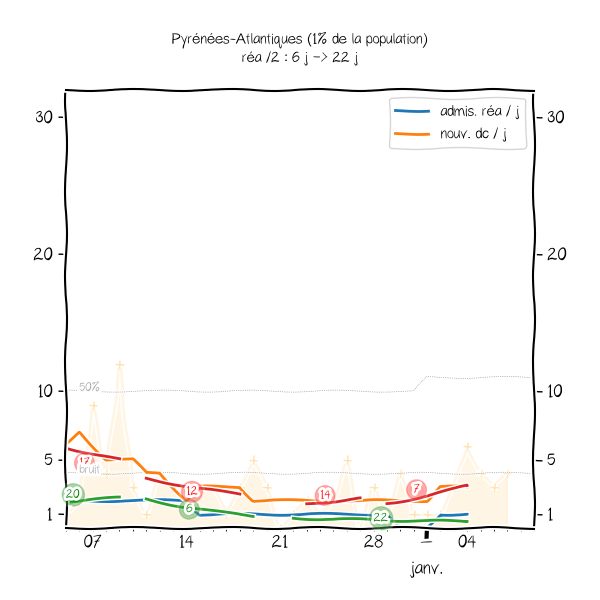 Pyrénées-Atlantiques (1% de la population)
réa /2 : 6 j -> 22 j
admis. réa / j
nouv. dc / j
30 30
20 20
10 50% 10
5 17 bruit 5
20 12 6 14 22 7
1 1
07 14 21 28 04
janv.